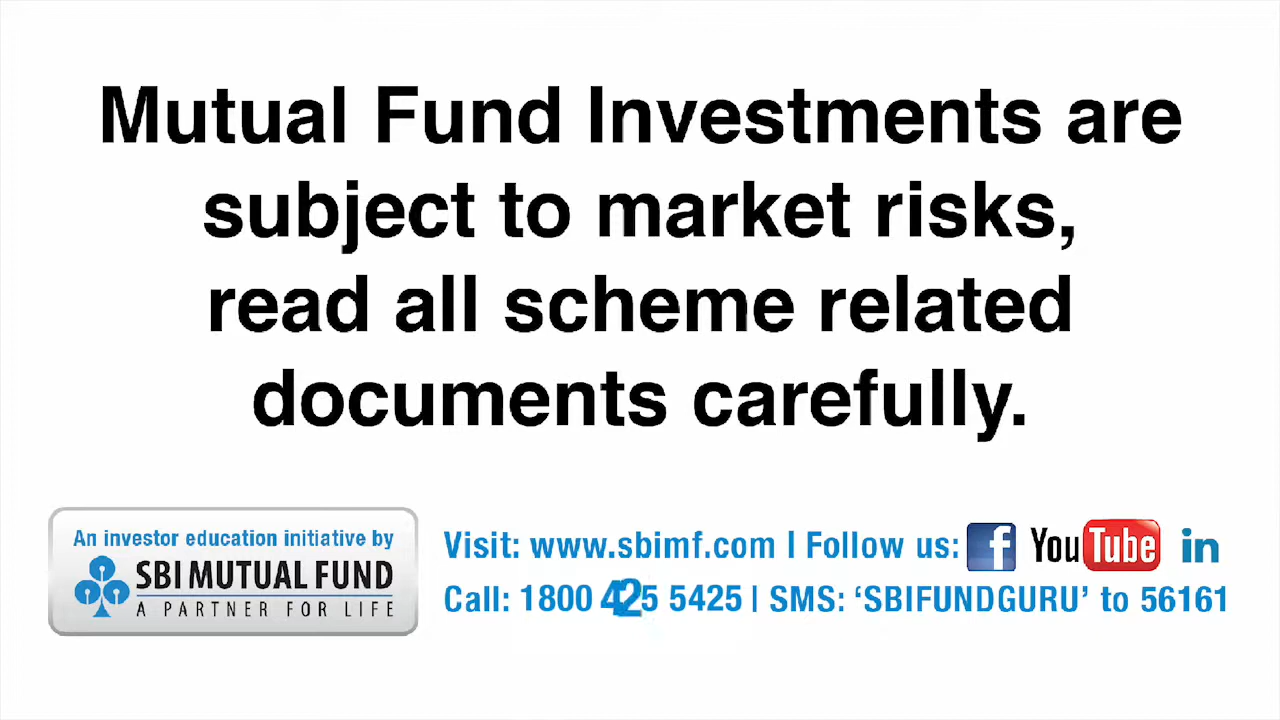 Mutual Fund Investments are
subject to market risks,
read all scheme related
documents carefully.
An investor education initiative by
SBI MUTUAL FUND
A PARTNER FOR LIFE
Visit: www.sbimf.com | Follow us: f YouTube in
Call: 1800 425 5425 | SMS: ‘SBIFUNDGURU’ to 56161